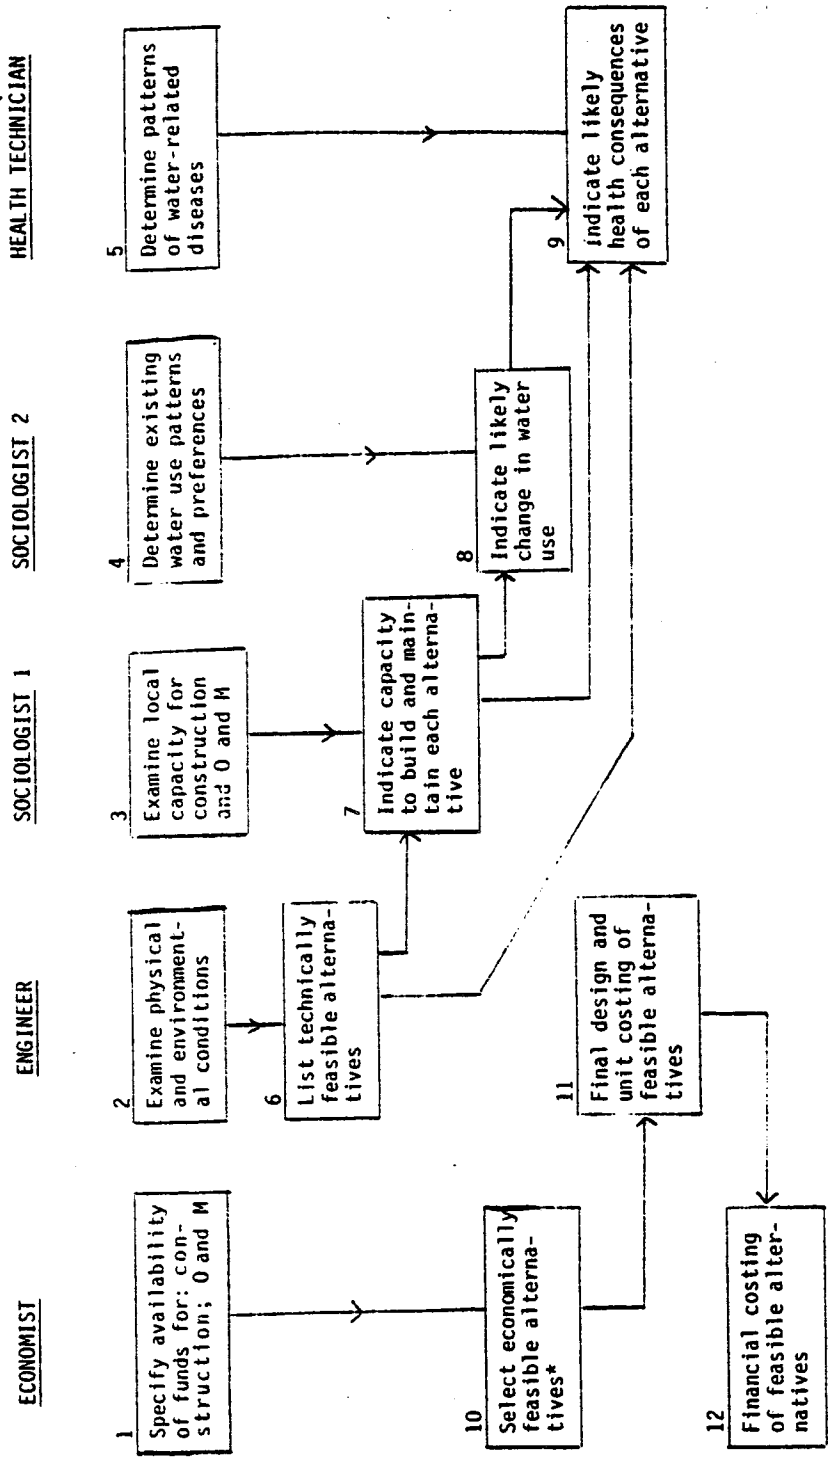 ECONOMIST
ENGINEER
SOCIOLOGIST 1
SOCIOLOGIST 2
HEALTH TECHNICIAN
1
Specify availability
of funds for: con-
struction; O and M
2
Examine physical
and environment-
al conditions
3
Examine local
capacity for
construction
and O and M
4
Determine existing
water use patterns
and preferences
5
Determine patterns
of water-related
diseases
6
List technically
feasible alterna-
tives
7
Indicate capacity
to build and main-
tain each alterna-
tive
8
Indicate likely
change in water
use
9
Indicate likely
health consequences
of each alternative
10
Select economically
feasible alterna-
tives*
11
Final design and
unit costing of
feasible alterna-
tives
12
Financial costing
of feasible alter-
natives